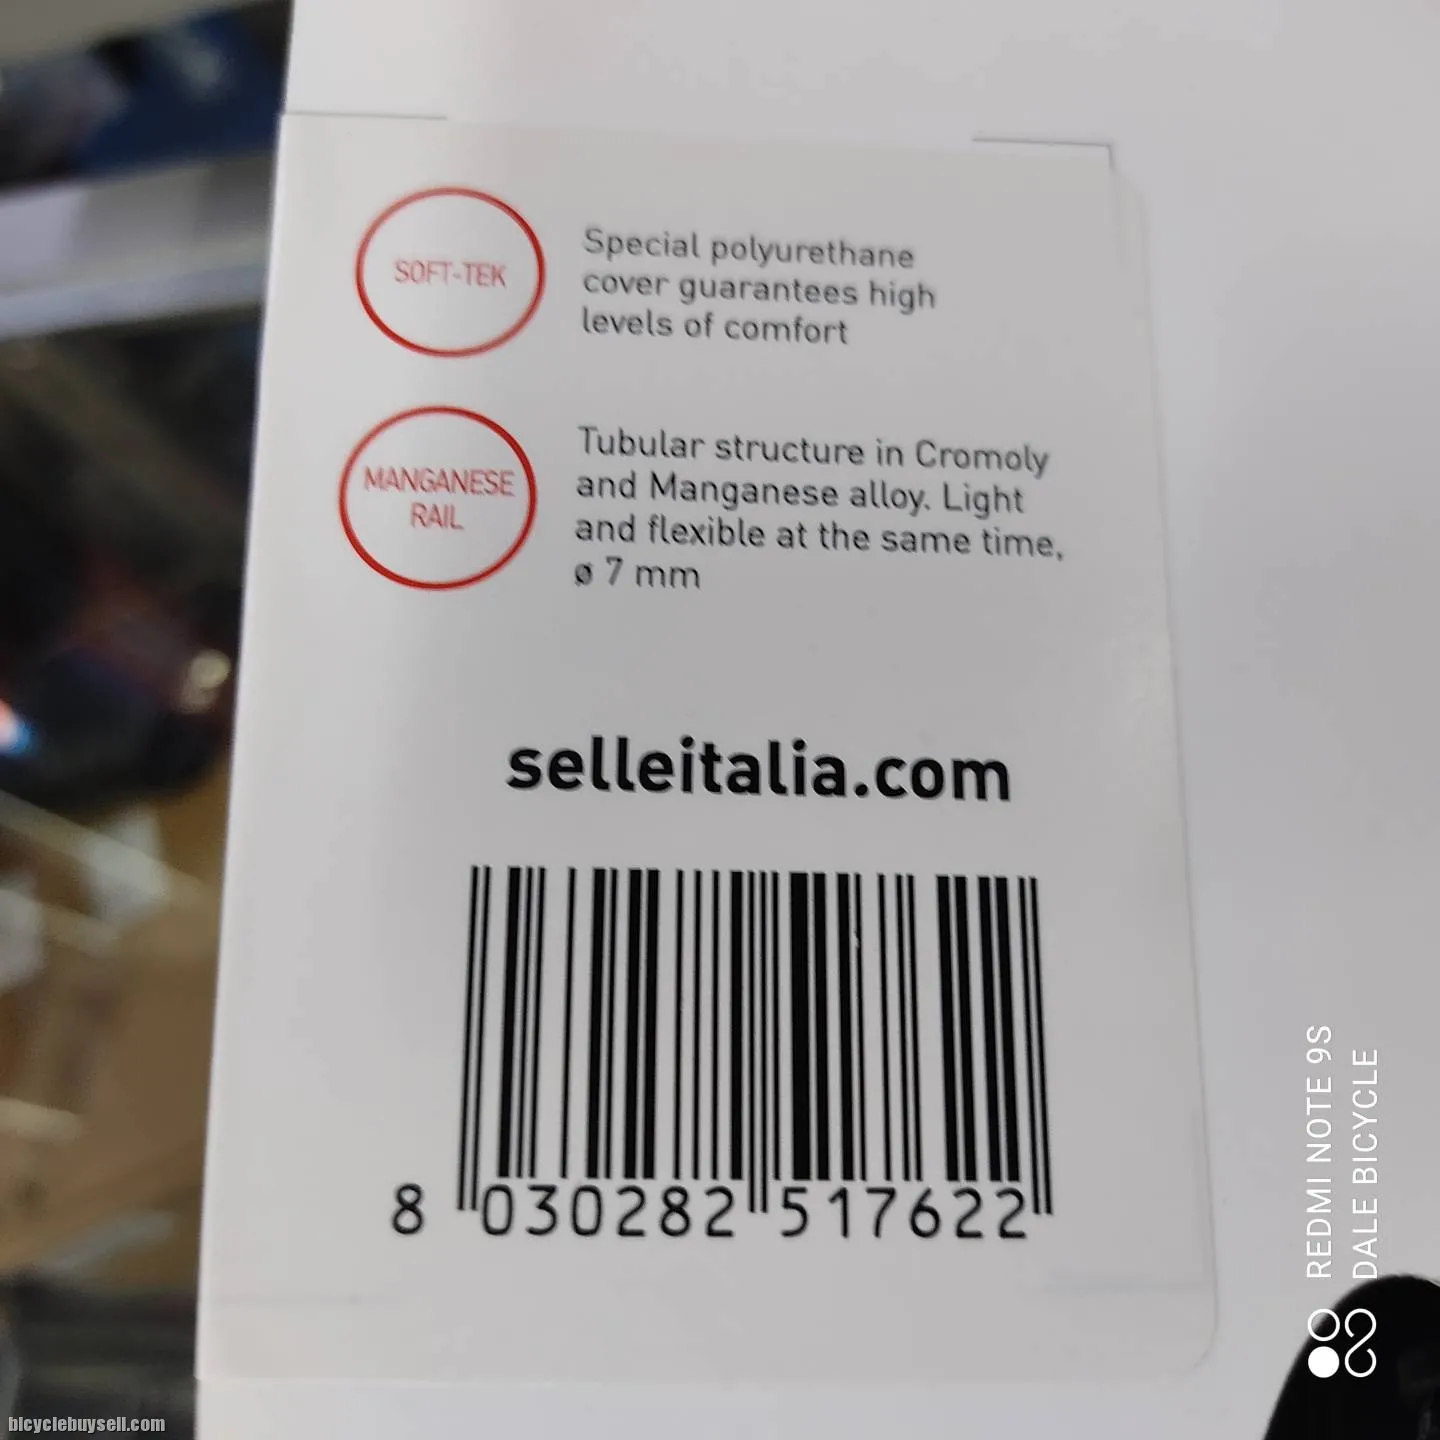 SOFT-TEK
Special polyurethane
cover guarantees high
levels of comfort
MANGANESE
RAIL
Tubular structure in Cromoly
and Manganese alloy. Light
and flexible at the same time,
ø 7 mm
selleitalia.com
8 030282 517622
REDMI NOTE 9S
DALE BICYCLE
bicyclebuysell.com